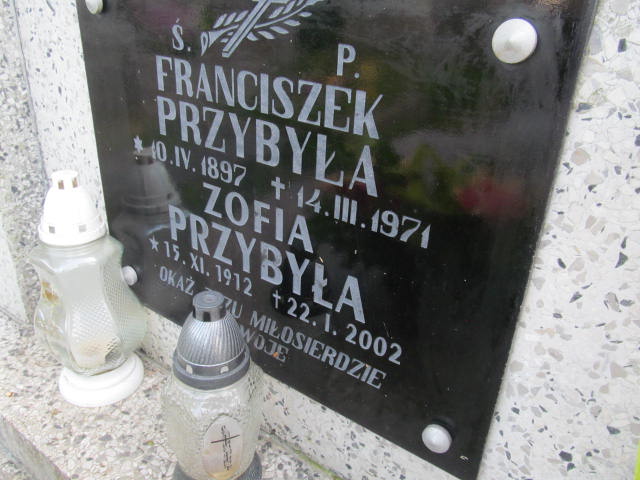 Ś. P.
FRANCISZEK
PRZYBYŁA
* 10.IV.1897 + 14.III.1971
ZOFIA
PRZYBYŁA
* 15.XI.1912 + 22.I.2002
OKAŻ MIŁOSIERDZIE